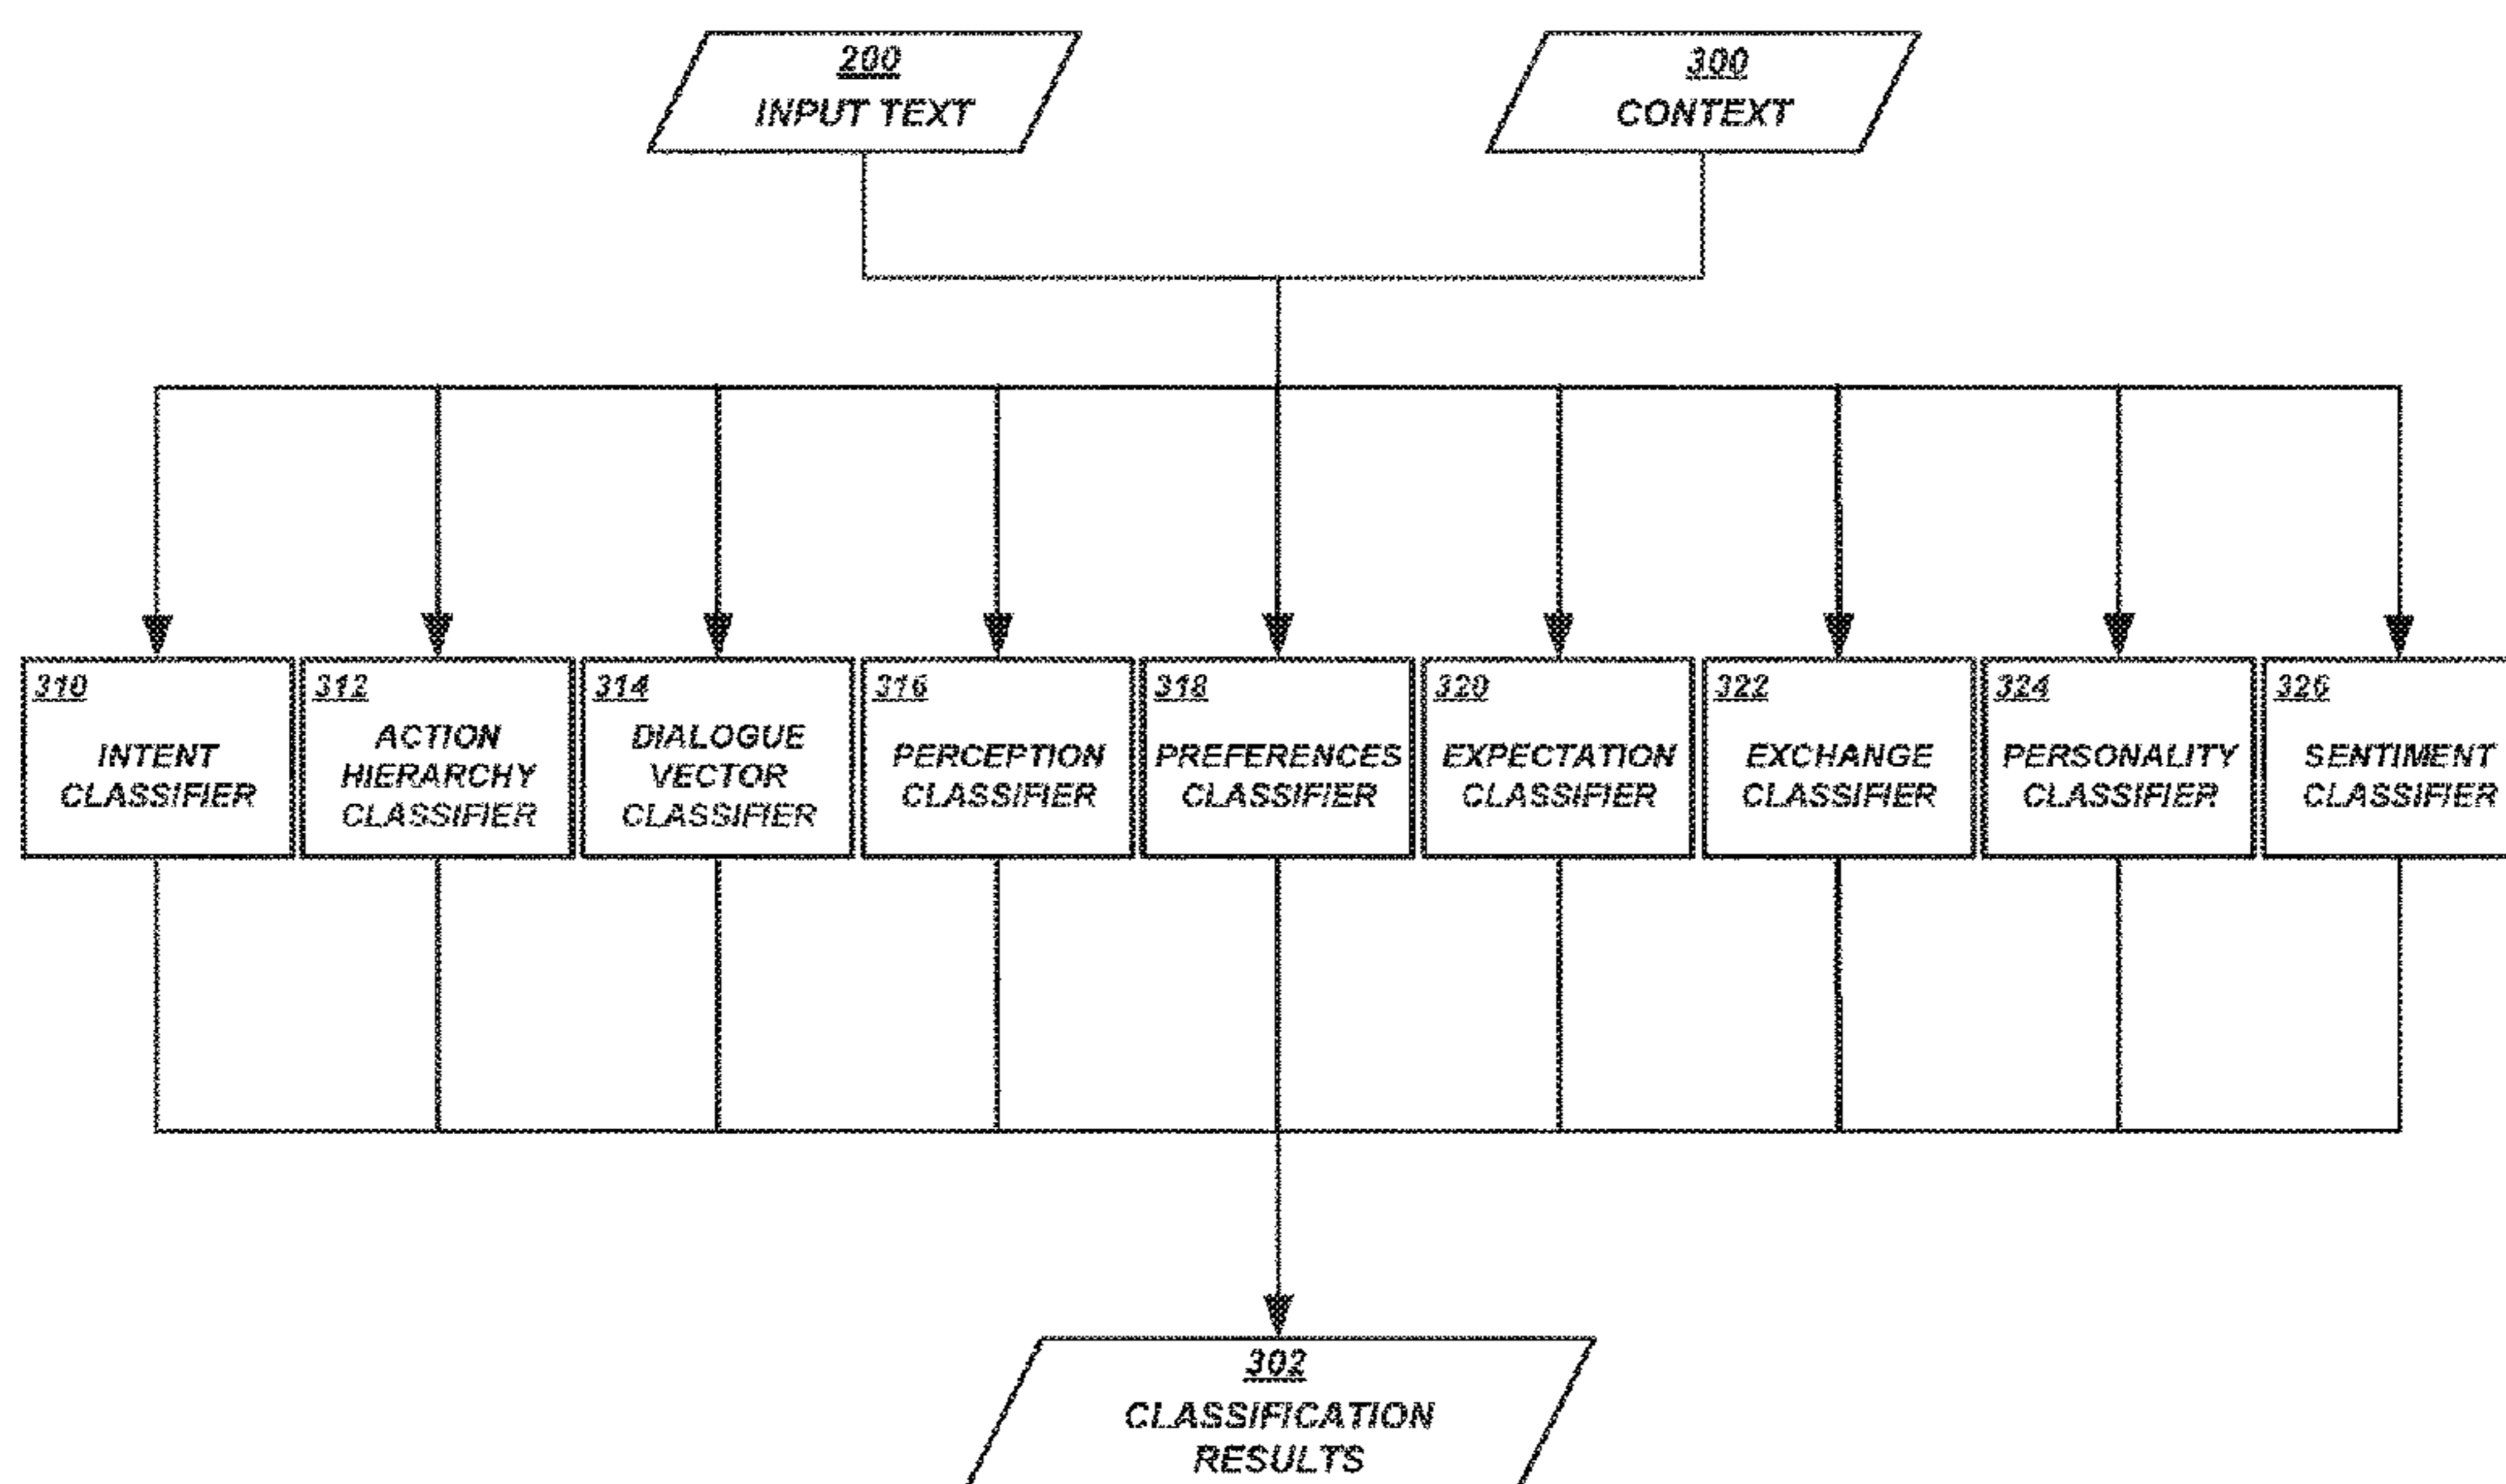 200
INPUT TEXT
300
CONTEXT
310
INTENT
CLASSIFIER
312
ACTION
HIERARCHY
CLASSIFIER
314
DIALOGUE
VECTOR
CLASSIFIER
316
PERCEPTION
CLASSIFIER
318
PREFERENCES
CLASSIFIER
320
EXPECTATION
CLASSIFIER
322
EXCHANGE
CLASSIFIER
324
PERSONALITY
CLASSIFIER
326
SENTIMENT
CLASSIFIER
302
CLASSIFICATION
RESULTS